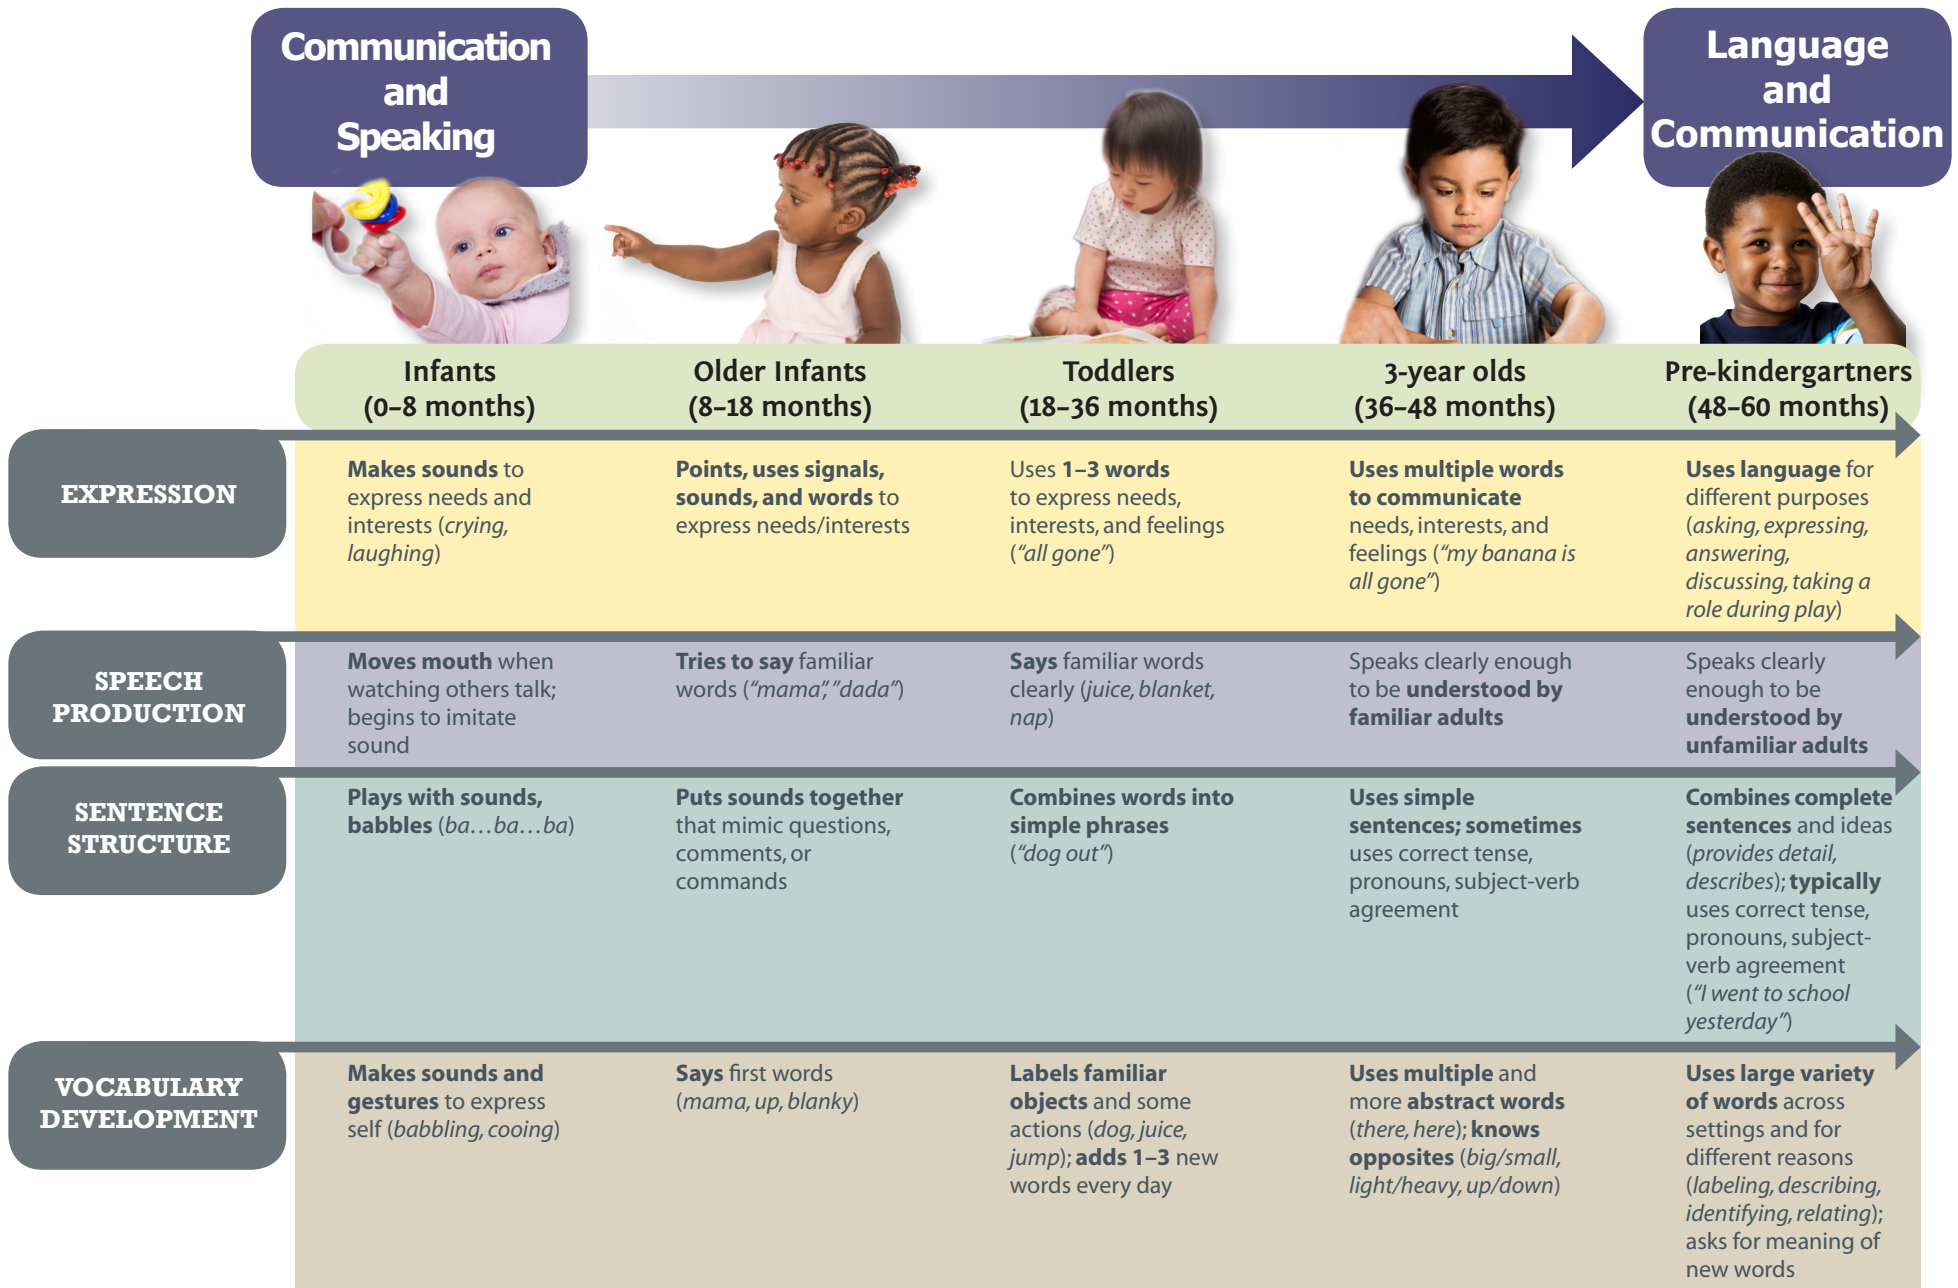 Communication
and
Speaking
Language
and
Communication
Infants
(0–8 months)
Older Infants
(8–18 months)
Toddlers
(18–36 months)
3-year olds
(36–48 months)
Pre-kindergartners
(48–60 months)
EXPRESSION
Makes sounds to
express needs and
interests (crying,
laughing)
Points, uses signals,
sounds, and words to
express needs/interests
Uses 1–3 words
to express needs,
interests, and feelings
(“all gone”)
Uses multiple words
to communicate
needs, interests, and
feelings (“my banana is
all gone”)
Uses language for
different purposes
(asking, expressing,
answering,
discussing, taking a
role during play)
SPEECH
PRODUCTION
Moves mouth when
watching others talk;
begins to imitate
sound
Tries to say familiar
words (“mama”, ”dada”)
Says familiar words
clearly (juice, blanket,
nap)
Speaks clearly enough
to be understood by
familiar adults
Speaks clearly
enough to be
understood by
unfamiliar adults
SENTENCE
STRUCTURE
Plays with sounds,
babbles (ba…ba…ba)
Puts sounds together
that mimic questions,
comments, or
commands
Combines words into
simple phrases
(“dog out”)
Uses simple
sentences; sometimes
uses correct tense,
pronouns, subject-verb
agreement
Combines complete
sentences and ideas
(provides detail,
describes); typically
uses correct tense,
pronouns, subject-
verb agreement
(“I went to school
yesterday”)
VOCABULARY
DEVELOPMENT
Makes sounds and
gestures to express
self (babbling, cooing)
Says first words
(mama, up, blanky)
Labels familiar
objects and some
actions (dog, juice,
jump); adds 1–3 new
words every day
Uses multiple and
more abstract words
(there, here); knows
opposites (big/small,
light/heavy, up/down)
Uses large variety
of words across
settings and for
different reasons
(labeling, describing,
identifying, relating);
asks for meaning of
new words